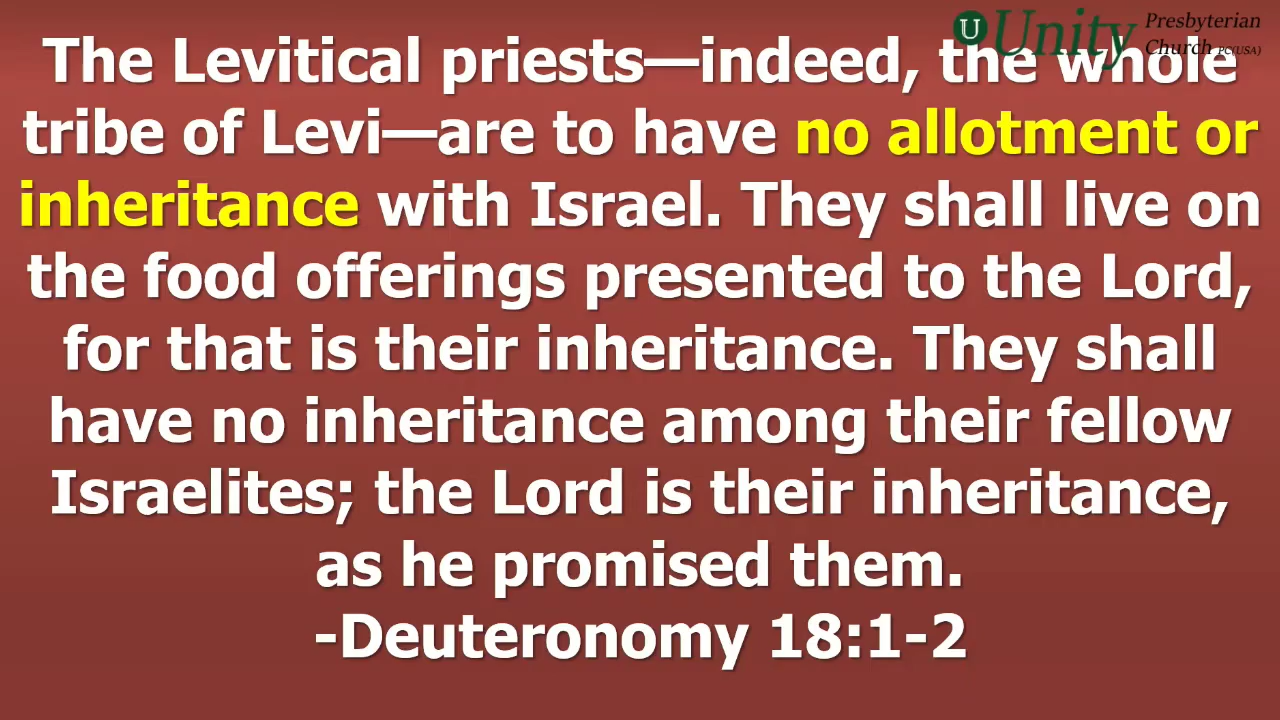 U Unity Presbyterian
Church PC(USA)
The Levitical priests—indeed, the whole
tribe of Levi—are to have no allotment or
inheritance with Israel. They shall live on
the food offerings presented to the Lord,
for that is their inheritance. They shall
have no inheritance among their fellow
Israelites; the Lord is their inheritance,
as he promised them.
-Deuteronomy 18:1-2